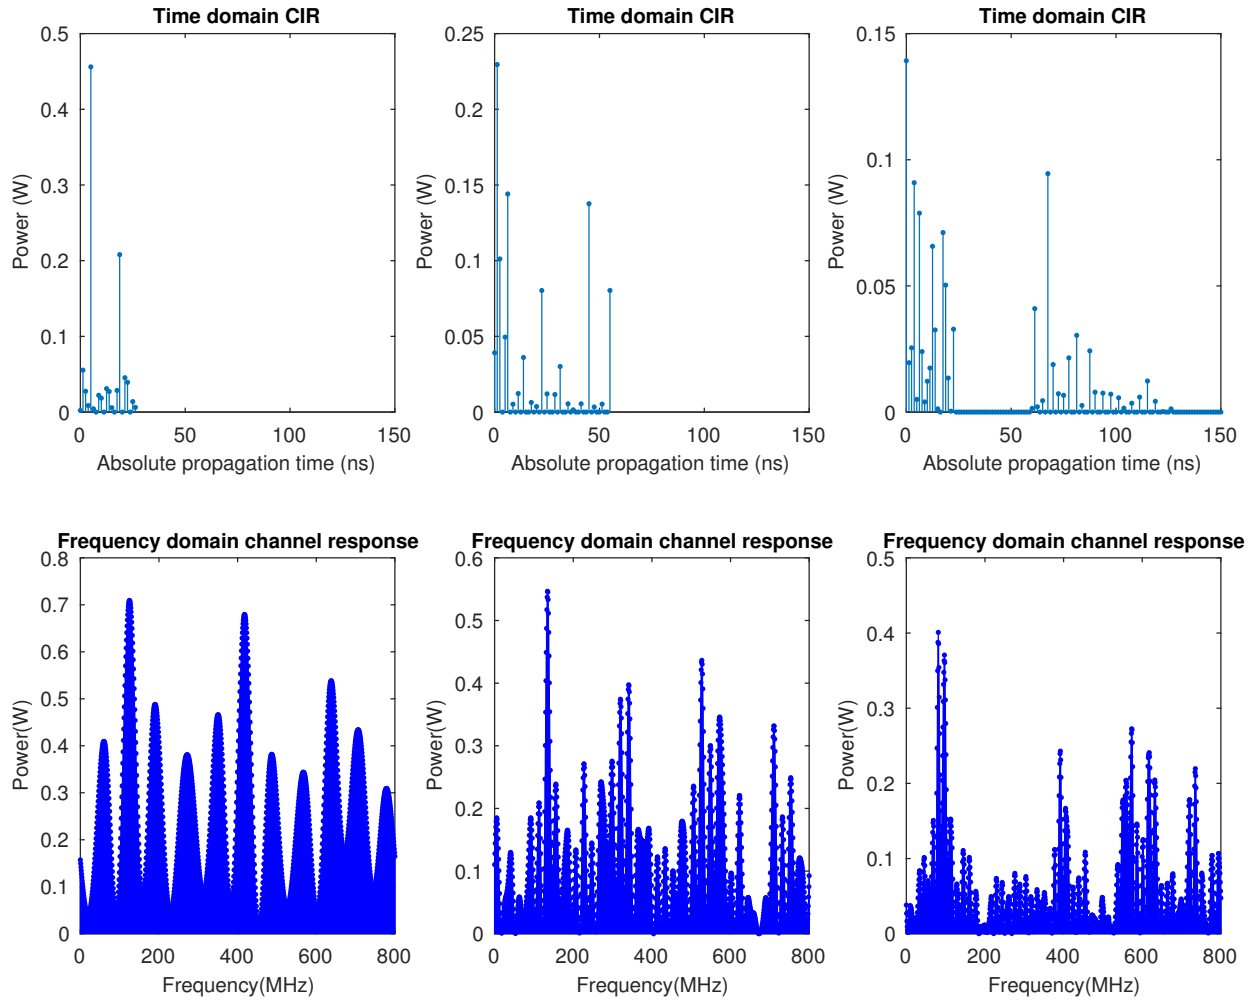 Time domain CIR
0.5
0.4
0.3
0.2
0.1
0
Power (W)
0 50 100 150
Absolute propagation time (ns)
Time domain CIR
0.25
0.2
0.15
0.1
0.05
0
Power (W)
0 50 100 150
Absolute propagation time (ns)
Time domain CIR
0.15
0.1
0.05
0
Power (W)
0 50 100 150
Absolute propagation time (ns)
Frequency domain channel response
0.8
0.7
0.6
0.5
0.4
0.3
0.2
0.1
0
Power(W)
0 200 400 600 800
Frequency(MHz)
Frequency domain channel response
0.6
0.5
0.4
0.3
0.2
0.1
0
Power(W)
0 200 400 600 800
Frequency(MHz)
Frequency domain channel response
0.5
0.4
0.3
0.2
0.1
0
Power(W)
0 200 400 600 800
Frequency(MHz)